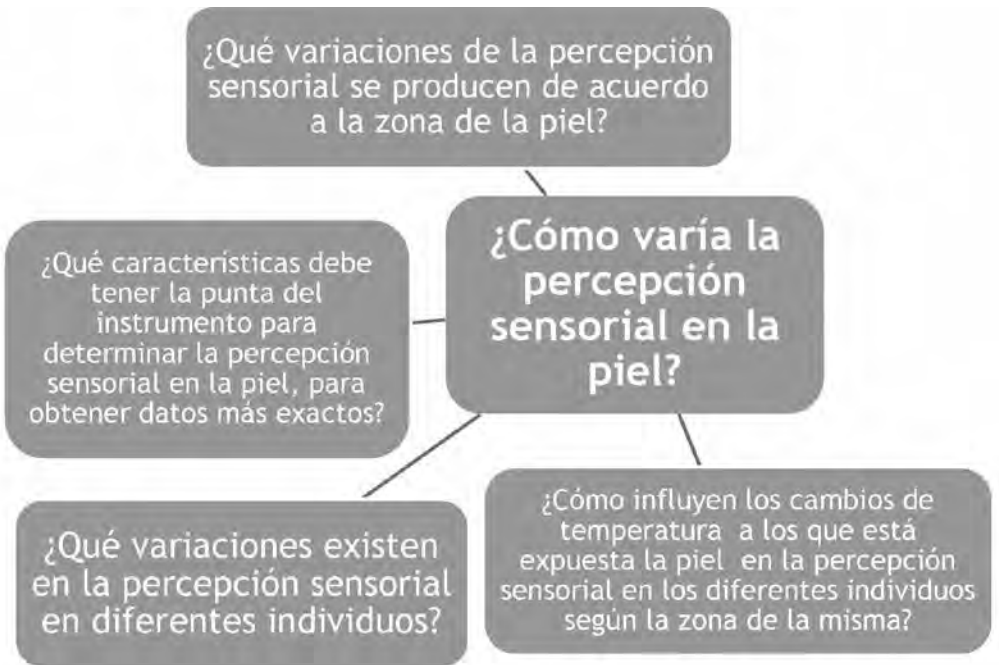 ¿Qué variaciones de la percepción
sensorial se producen de acuerdo
a la zona de la piel?
¿Cómo varía la
percepción
sensorial en la
piel?
¿Qué características debe
tener la punta del
instrumento para
determinar la percepción
sensorial en la piel, para
obtener datos más exactos?
¿Qué variaciones existen
en la percepción sensorial
en diferentes individuos?
¿Cómo influyen los cambios de
temperatura a los que está
expuesta la piel en la percepción
sensorial en los diferentes individuos
según la zona de la misma?